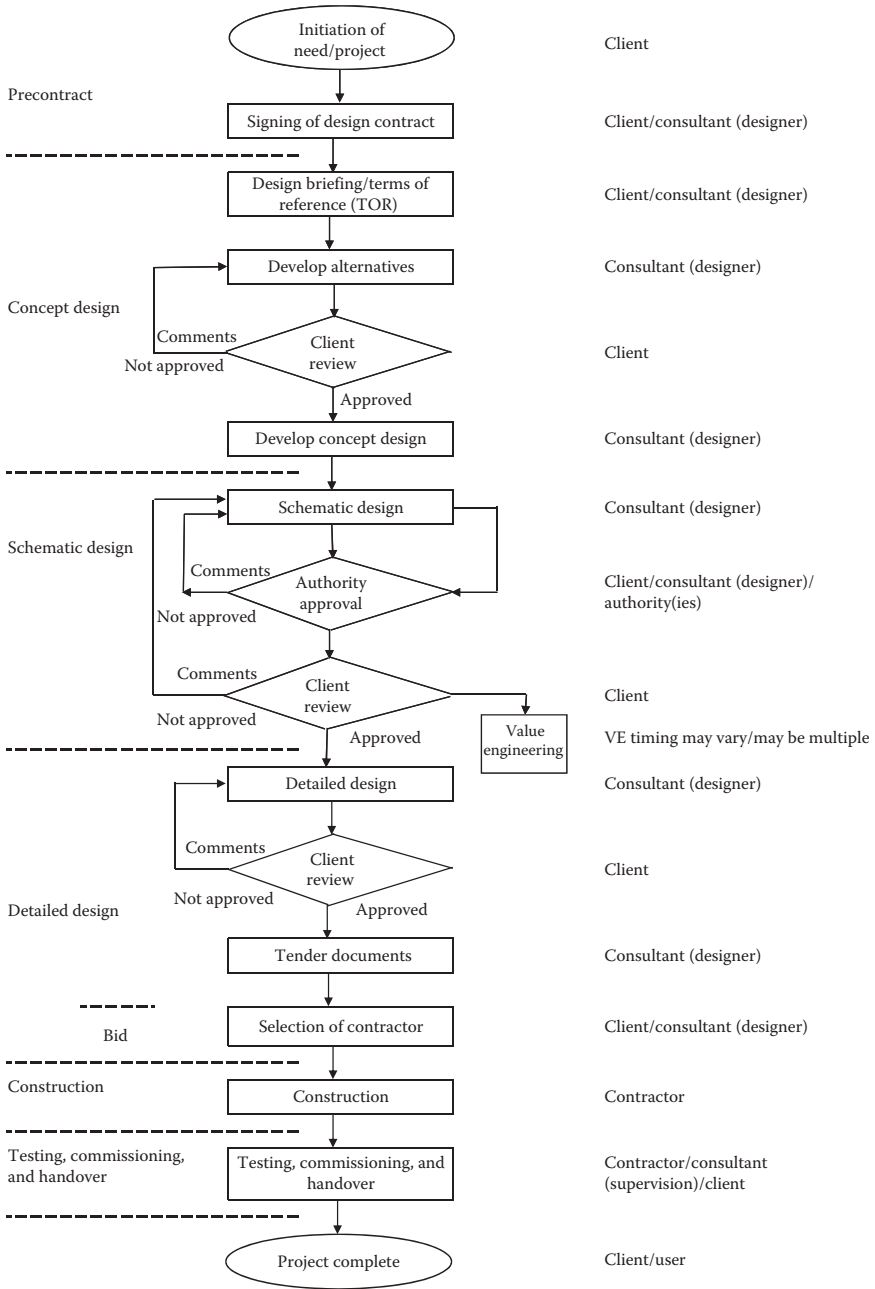 Initiation of
need/project
Client
Precontract
Signing of design contract
Client/consultant (designer)
Design briefing/terms of
reference (TOR)
Client/consultant (designer)
Develop alternatives
Consultant (designer)
Concept design
Comments
Not approved
Client
review
Client
Approved
Develop concept design
Consultant (designer)
Schematic design
Consultant (designer)
Schematic design
Comments
Not approved
Authority
approval
Client/consultant (designer)/
authority(ies)
Comments
Not approved
Client
review
Client
Approved
Value
engineering
VE timing may vary/may be multiple
Detailed design
Consultant (designer)
Comments
Not approved
Client
review
Client
Approved
Detailed design
Tender documents
Consultant (designer)
Bid
Selection of contractor
Client/consultant (designer)
Construction
Construction
Contractor
Testing, commissioning,
and handover
Testing, commissioning, and
handover
Contractor/consultant
(supervision)/client
Project complete
Client/user